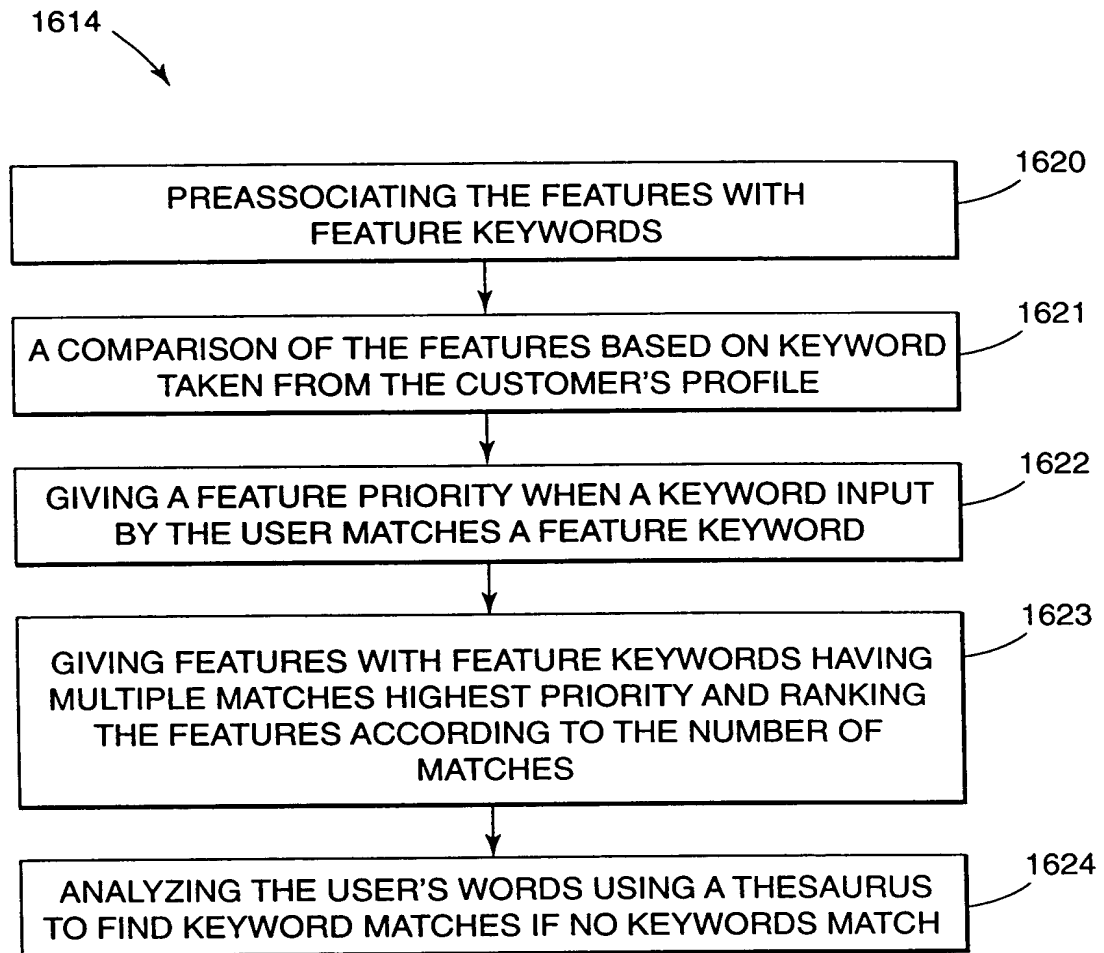 1614
1620
PREASSOCIATING THE FEATURES WITH
FEATURE KEYWORDS
1621
A COMPARISON OF THE FEATURES BASED ON KEYWORD
TAKEN FROM THE CUSTOMER'S PROFILE
1622
GIVING A FEATURE PRIORITY WHEN A KEYWORD INPUT
BY THE USER MATCHES A FEATURE KEYWORD
1623
GIVING FEATURES WITH FEATURE KEYWORDS HAVING
MULTIPLE MATCHES HIGHEST PRIORITY AND RANKING
THE FEATURES ACCORDING TO THE NUMBER OF
MATCHES
1624
ANALYZING THE USER'S WORDS USING A THESAURUS
TO FIND KEYWORD MATCHES IF NO KEYWORDS MATCH